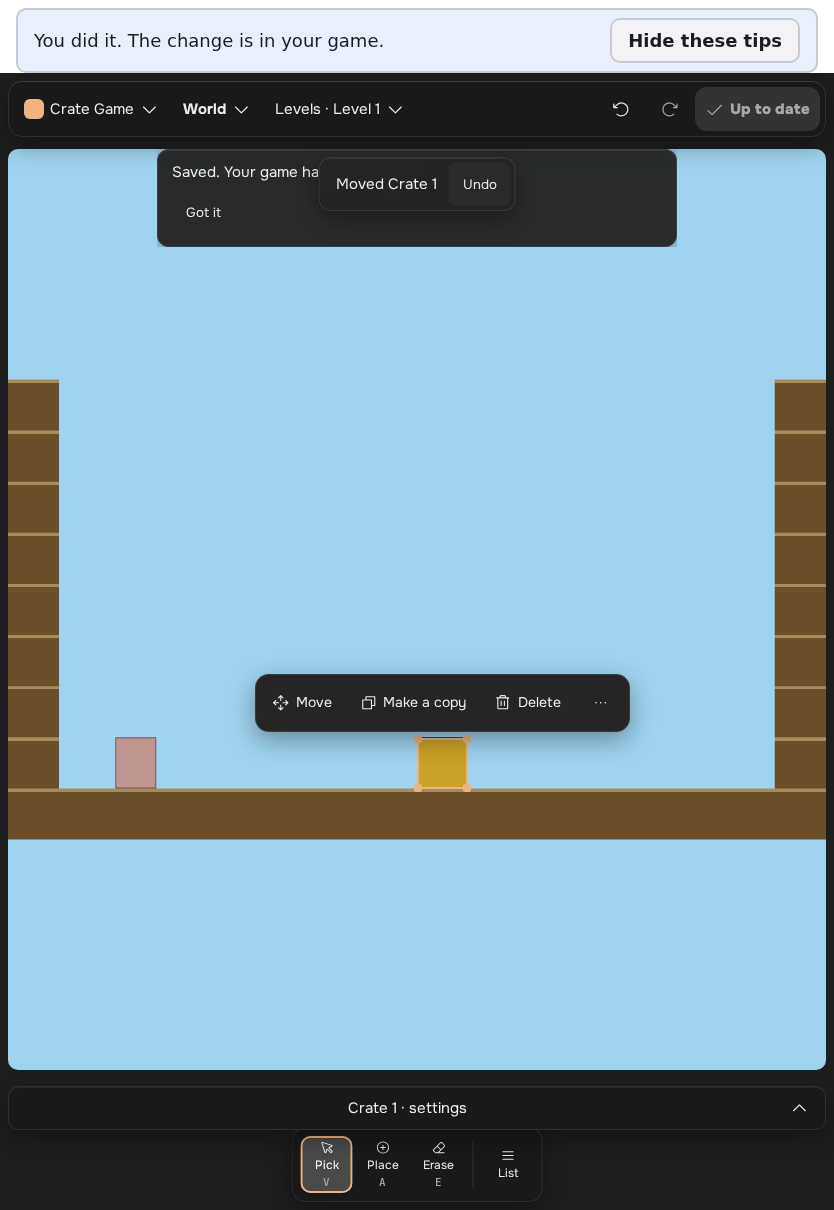 You did it. The change is in your game.
Hide these tips
Crate Game
World
Levels · Level 1
Up to date
Saved. Your game ha
Moved Crate 1
Undo
Got it
Move
Make a copy
Delete
...
Crate 1 · settings
Pick
Place
Erase
List
V
A
E